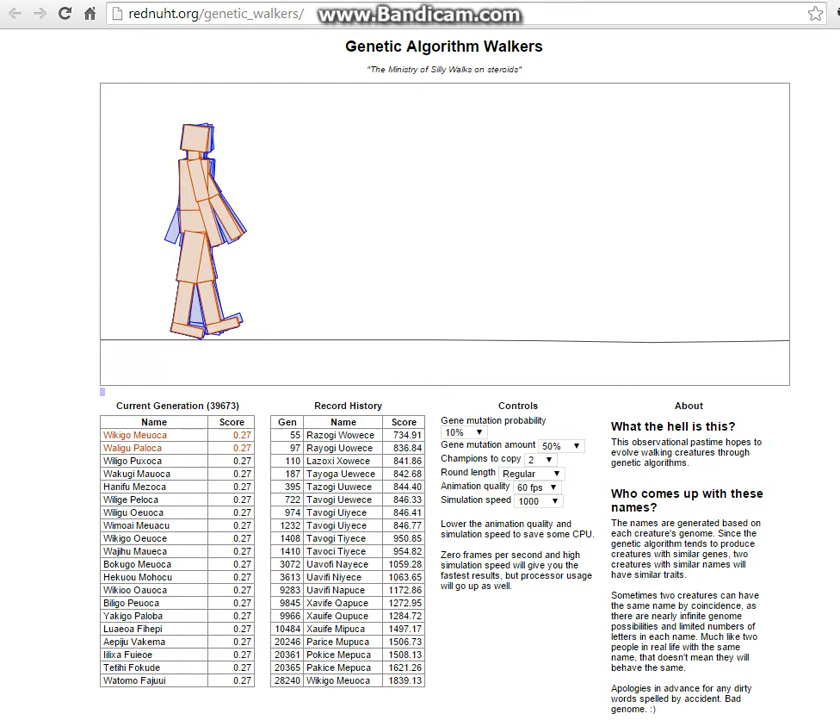 rednuht.org/genetic_walkers/
www.Bandicam.com
Genetic Algorithm Walkers
"The Ministry of Silly Walks on steroids"
Current Generation (39673)
Name Score
Wikigo Meuoca 0.27
Waligu Paloca 0.27
Wiligo Puxoca 0.27
Wakugi Mauoca 0.27
Hanifu Mezoca 0.27
Wilige Peloca 0.27
Wiligu Oeuoca 0.27
Wimoai Meuacu 0.27
Wikigo Oeuoce 0.27
Wajihu Maueca 0.27
Bokugo Meuoca 0.27
Hekuou Mohocu 0.27
Wikioo Oauoca 0.27
Biligo Peuoca 0.27
Yakigo Paloba 0.27
Luaeoa Fihepi 0.27
Aepiju Vakema 0.27
Iilixa Fuieoe 0.27
Tetihi Fokude 0.27
Watomo Fajuui 0.27
Record History
Gen Name Score
55 Razogi Wowece 734.91
97 Rayogi Uowece 836.84
110 Lazoxi Xowece 841.86
187 Tayoga Uewece 842.68
395 Tazogi Uuwece 844.40
722 Tavogi Uiwece 846.33
974 Tavogi Uiyece 846.41
1232 Tavogi Uiyece 846.77
1408 Tavogi Tiyece 950.85
1410 Tavoci Tiyece 954.82
3072 Uavofi Nayece 1059.28
3613 Uavifi Niyece 1063.65
9283 Uavifi Napuce 1172.86
9845 Xavife Qapuce 1272.95
9966 Xauife Qupuce 1284.72
10484 Xauife Mipuca 1497.17
20246 Parice Mupuca 1506.73
20361 Pokice Mepuca 1508.13
20365 Pakice Mepuca 1621.26
28240 Wikigo Meuoca 1839.13
Controls
Gene mutation probability
10%
Gene mutation amount 50%
Champions to copy 2
Round length Regular
Animation quality 60 fps
Simulation speed 1000
Lower the animation quality and
simulation speed to save some CPU.
Zero frames per second and high
simulation speed will give you the
fastest results, but processor usage
will go up as well.
About
What the hell is this?
This observational pastime hopes to
evolve walking creatures through
genetic algorithms.
Who comes up with these
names?
The names are generated based on
each creature's genome. Since the
genetic algorithm tends to produce
creatures with similar genes, two
creatures with similar names will
have similar traits.
Sometimes two creatures can have
the same name by coincidence, as
there are nearly infinite genome
possibilities and limited numbers of
letters in each name. Much like two
people in real life with the same
name, that doesn't mean they will
behave the same.
Apologies in advance for any dirty
words spelled by accident. Bad
genome. :)